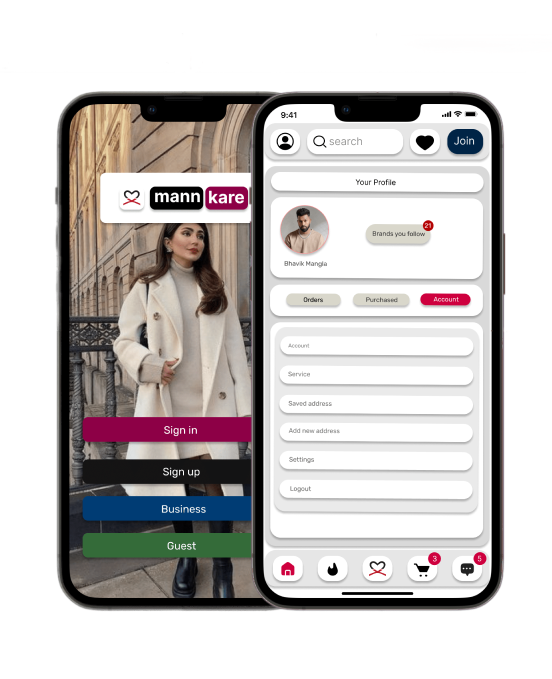 mann kare
Sign in
Sign up
Business
Guest
9:41
search
Join
Your Profile
21
Brands you follow
Bhavik Mangla
Orders
Purchased
Account
Account
Service
Saved address
Add new address
Settings
Logout
3
5